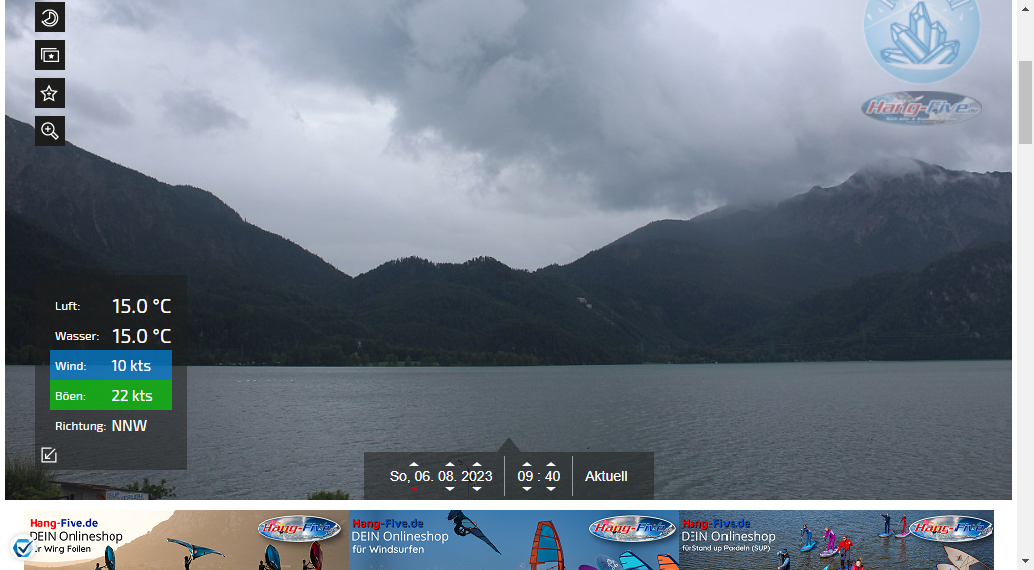 Hang-Five
Luft: 15.0 °C
Wasser: 15.0 °C
Wind: 10 kts
Böen: 22 kts
Richtung: NNW
So, 06. 08. 2023 09 : 40 Aktuell
Hang-Five.de
DEIN Onlineshop
für Wing Foilen
Hang-Five
Hang-Five.de
DEIN Onlineshop
für Windsurfen
Hang-Five
Hang-Five.de
DEIN Onlineshop
für Stand up Paddeln (SUP)
Hang-Five